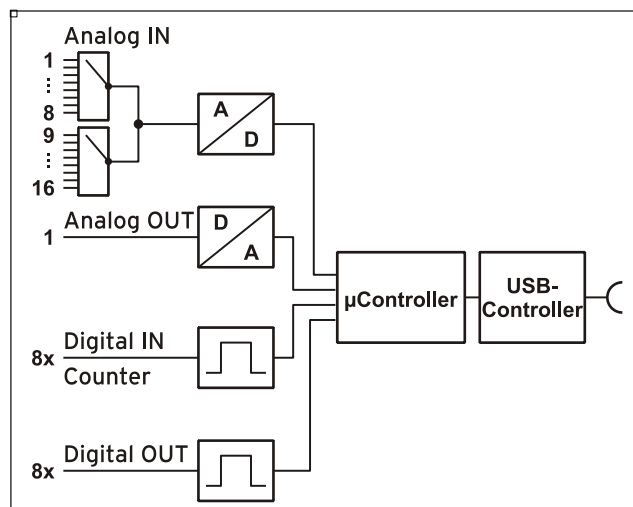 Analog IN
1
⋮
8
9
⋮
16
A
D
Analog OUT
1
D
A
µController
USB-
Controller
Digital IN
8x
Counter
Digital OUT
8x